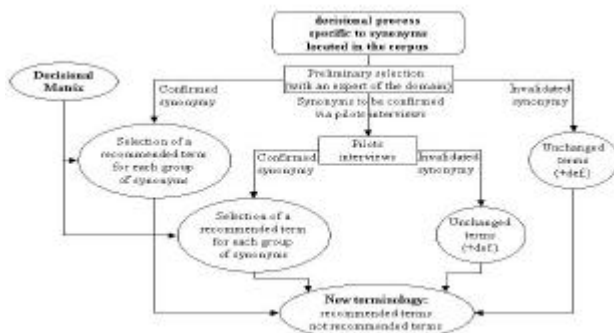 decisional process
specific to synonyms
located in the corpus
Decisional
Matrix
Preliminary selection
(with an expert of the domain)
Confirmed
synonymy
Synonyms to be confirmed
via pilots interviews
Invalidated
synonymy
Selection of a
recommended term
for each group
of synonyms
Pilots
interviews
Unchanged
terms
(+def.)
Confirmed
synonymy
Invalidated
synonymy
Selection of a
recommended term
for each group
of synonyms
Unchanged
terms
(+def.)
New terminology:
recommended terms
not recommended terms